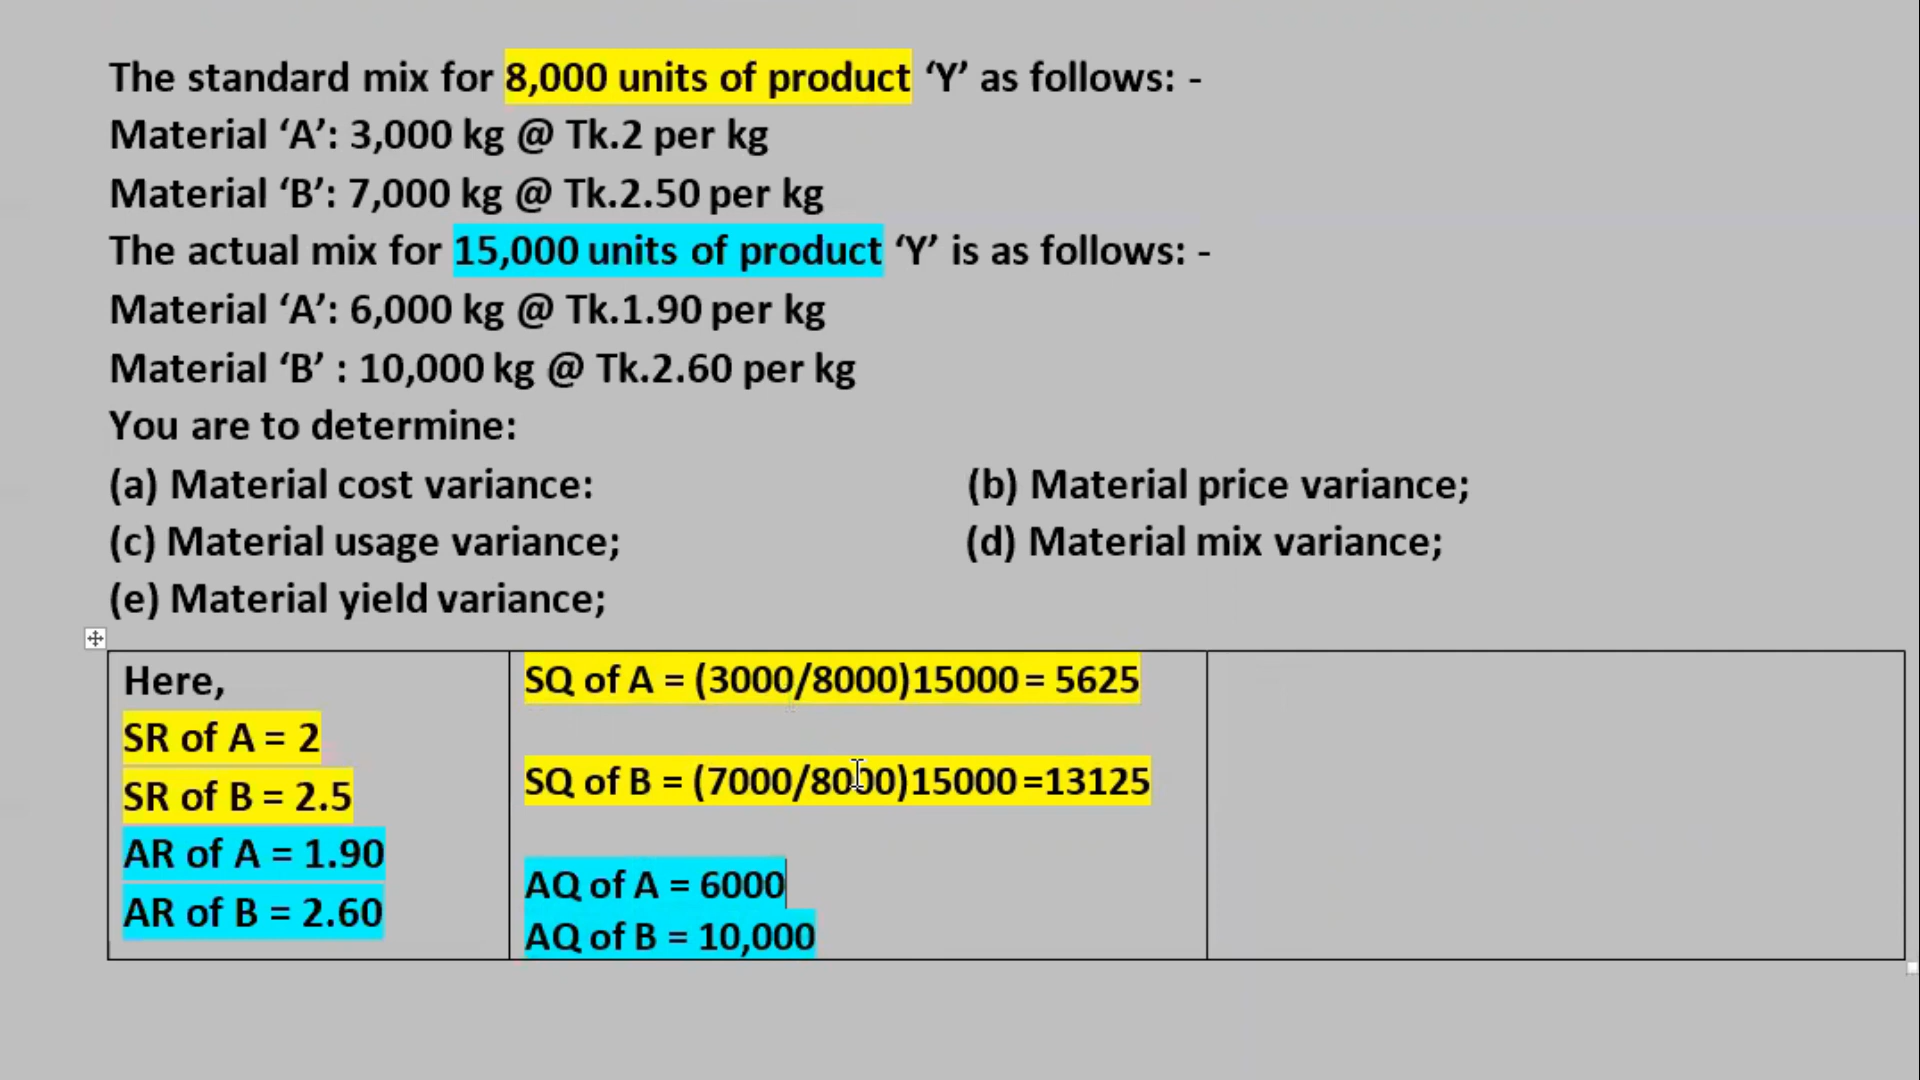 The standard mix for 8,000 units of product ‘Y’ as follows: -
Material ‘A’: 3,000 kg @ Tk.2 per kg
Material ‘B’: 7,000 kg @ Tk.2.50 per kg
The actual mix for 15,000 units of product ‘Y’ is as follows: -
Material ‘A’: 6,000 kg @ Tk.1.90 per kg
Material ‘B’ : 10,000 kg @ Tk.2.60 per kg
You are to determine:
(a) Material cost variance: (b) Material price variance;
(c) Material usage variance; (d) Material mix variance;
(e) Material yield variance;
Here,
SR of A = 2
SR of B = 2.5
AR of A = 1.90
AR of B = 2.60
SQ of A = (3000/8000)15000 = 5625
SQ of B = (7000/8000)15000 =13125
AQ of A = 6000
AQ of B = 10,000